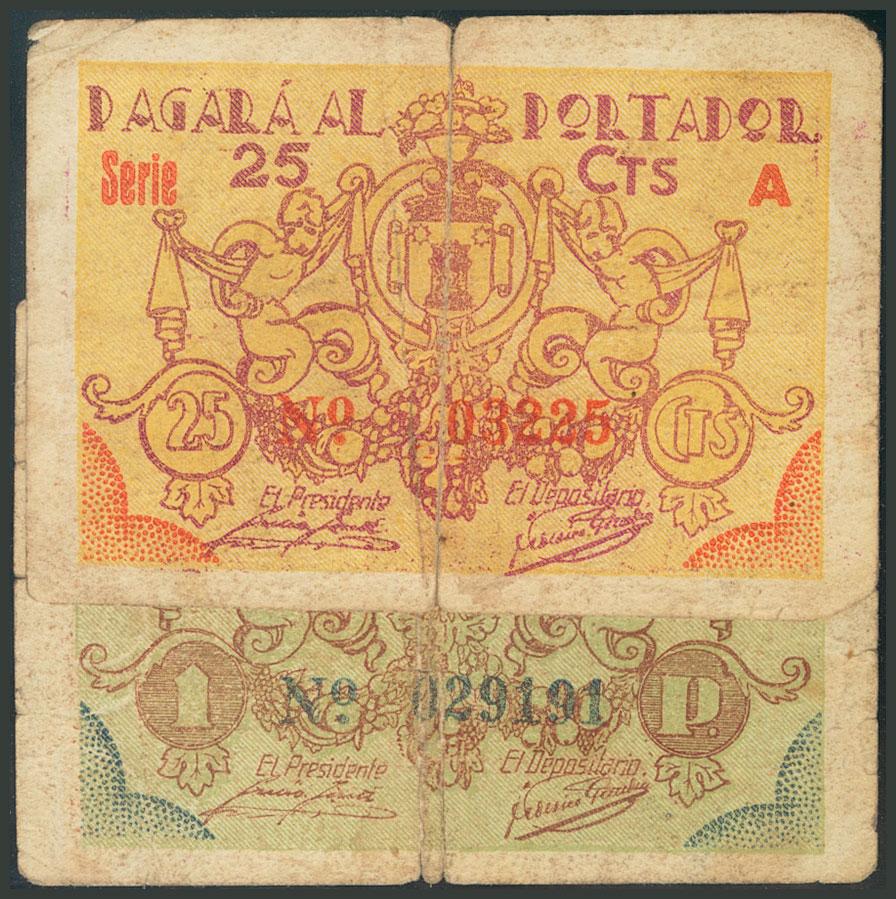 PAGARÁ AL PORTADOR
Serie 25 CTS A
25 Nº 03235 CTS
El Presidente El Depositario,
1 Nº 029191 P.
El Presidente El Depositario,